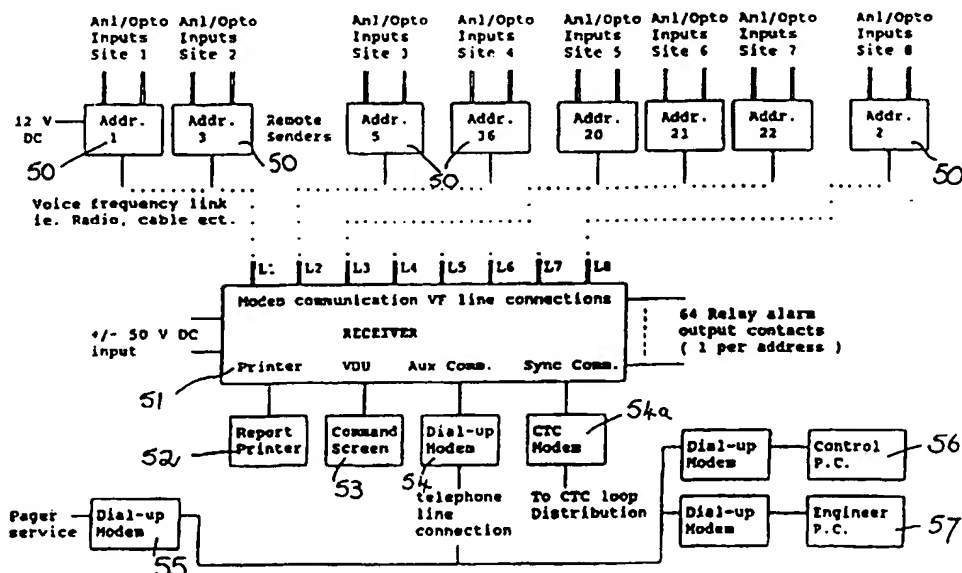 Anl/Opto Inputs Site 1
Anl/Opto Inputs Site 2
Anl/Opto Inputs Site 3
Anl/Opto Inputs Site 4
Anl/Opto Inputs Site 5
Anl/Opto Inputs Site 6
Anl/Opto Inputs Site 7
Anl/Opto Inputs Site 8
12 V DC
Addr. 1
Addr. 3
Remote Senders
Addr. 5
Addr. 36
Addr. 20
Addr. 21
Addr. 22
Addr. 2
50
50
50
50
Voice frequency link
ie. Radio, cable ect.
L1 L2 L3 L4 L5 L6 L7 L8
Modem communication VF line connections
+/- 50 V DC
input
RECEIVER
64 Relay alarm
output contacts
( 1 per address )
Printer VDU Aux Comm. Sync Comm.
51
Report Printer
52
Command Screen
53
Dial-up Modem
54
CTC Modem
54a
telephone
line
connection
To CTC loop
Distribution
Dial-up Modem
Control P.C.
56
Dial-up Modem
Engineer P.C.
57
Pager
service
Dial-up Modem
55